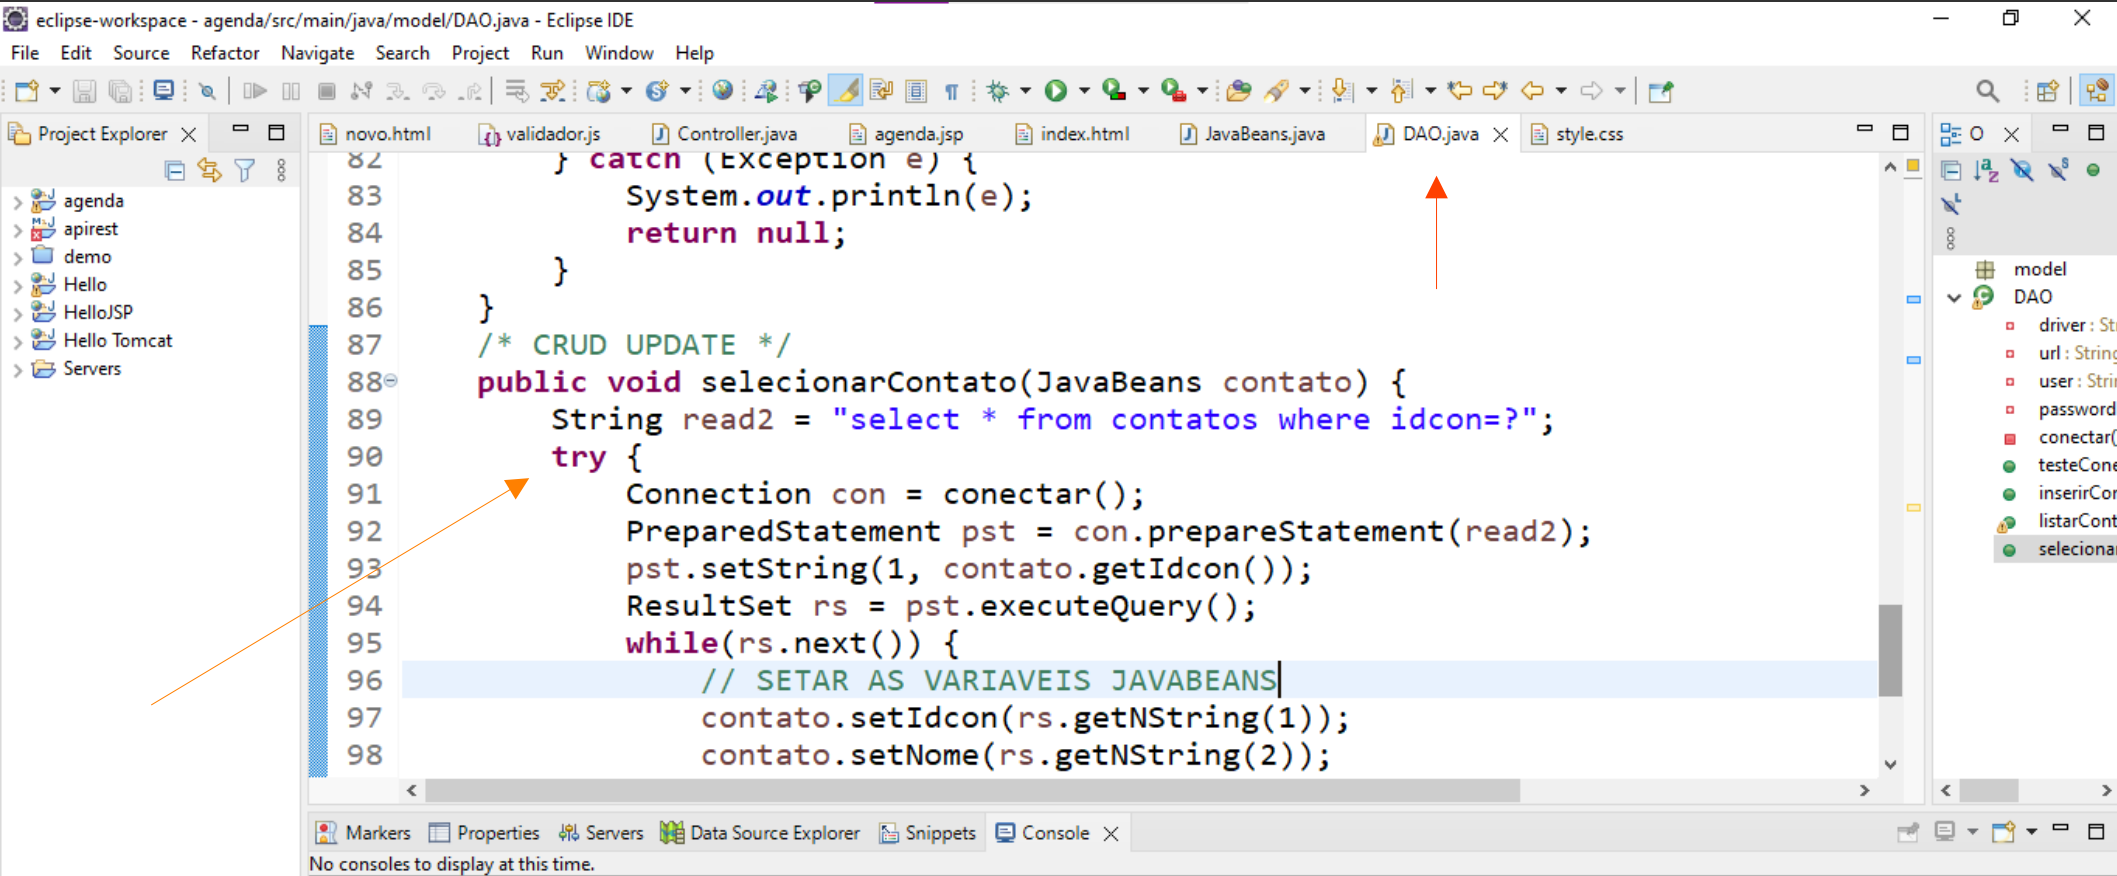 eclipse-workspace - agenda/src/main/java/model/DAO.java - Eclipse IDE
File Edit Source Refactor Navigate Search Project Run Window Help
Project Explorer
novo.html validador.js Controller.java agenda.jsp index.html JavaBeans.java DAO.java style.css
O
agenda
apirest
demo
Hello
HelloJSP
Hello Tomcat
Servers
82 } catch (Exception e) {
83 System.out.println(e);
84 return null;
85 }
86 }
87 /* CRUD UPDATE */
88 public void selecionarContato(JavaBeans contato) {
89 String read2 = "select * from contatos where idcon=?";
90 try {
91 Connection con = conectar();
92 PreparedStatement pst = con.prepareStatement(read2);
93 pst.setString(1, contato.getIdcon());
94 ResultSet rs = pst.executeQuery();
95 while(rs.next()) {
96 // SETAR AS VARIAVEIS JAVABEANS
97 contato.setIdcon(rs.getNString(1));
98 contato.setNome(rs.getNString(2));
model
DAO
driver : St
url : String
user : Stri
password
conectar(
testeCone
inserirCor
listarCont
seleciona
Markers Properties Servers Data Source Explorer Snippets Console
No consoles to display at this time.